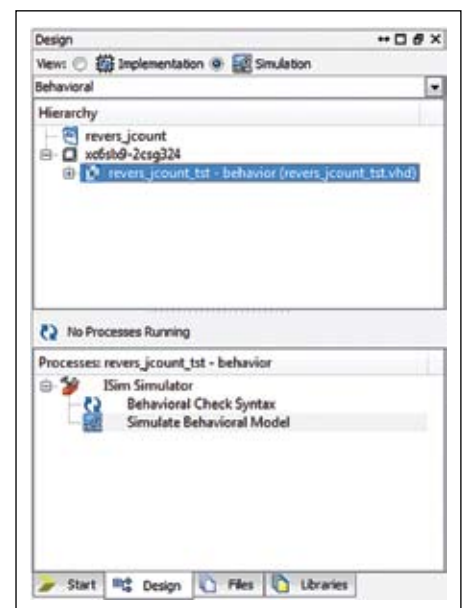 Design
View: Implementation Simulation
Behavioral
Hierarchy
revers_jcount
xc6slx9-2csg324
revers_jcount_tst - behavior (revers_jcount_tst.vhd)
No Processes Running
Processes: revers_jcount_tst - behavior
ISim Simulator
Behavioral Check Syntax
Simulate Behavioral Model
Start Design Files Libraries